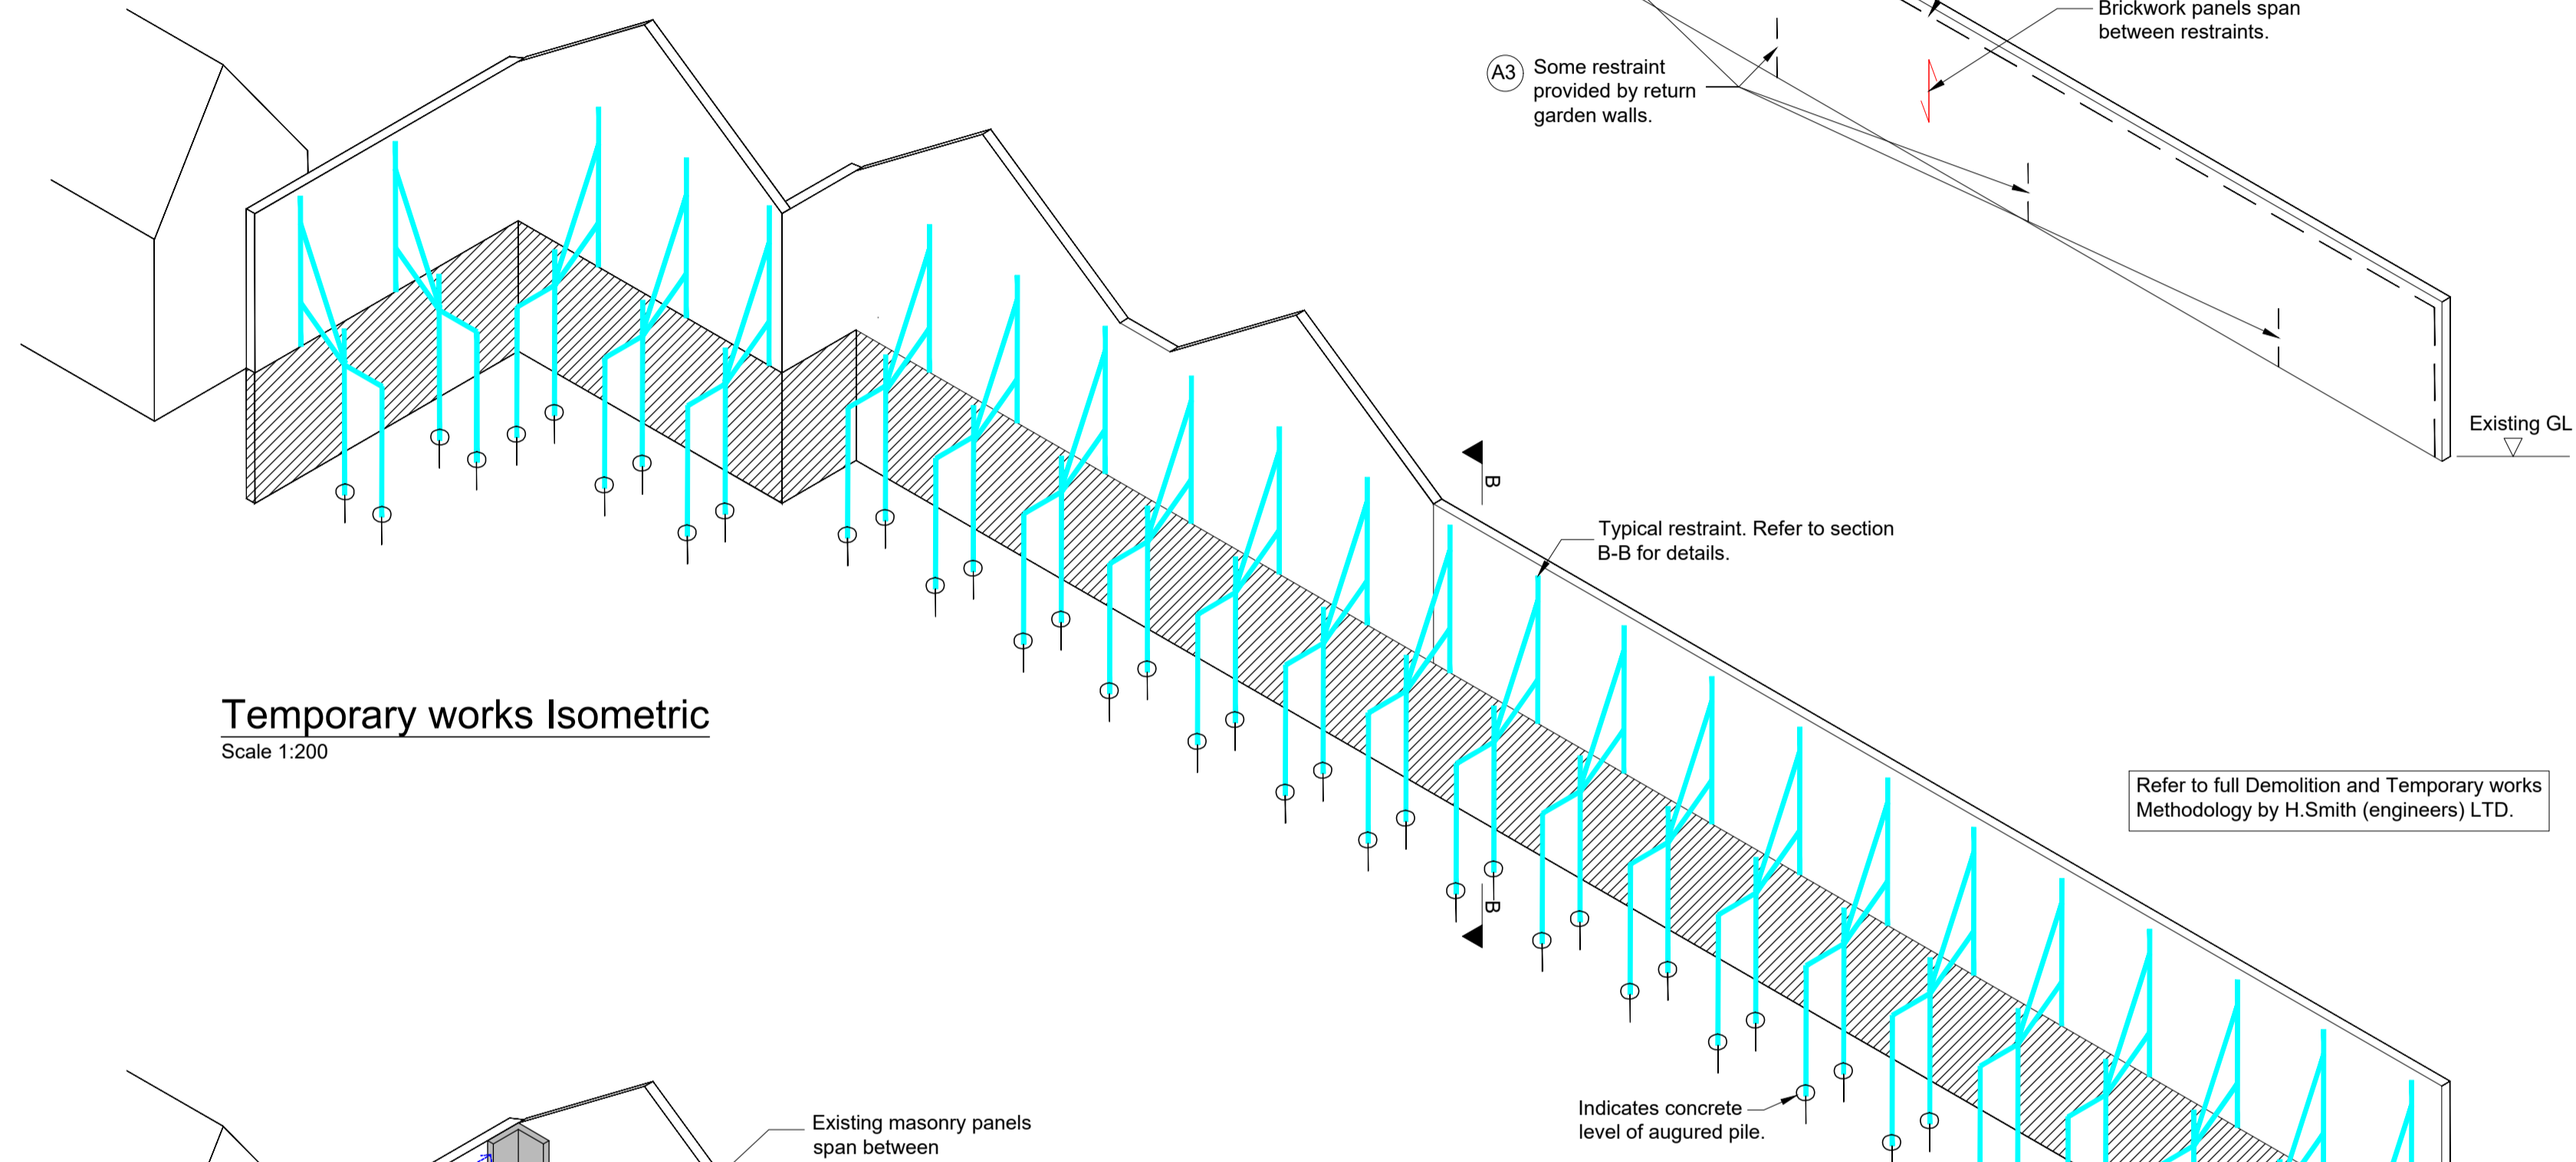 Brickwork panels span
between restraints.
A3
Some restraint
provided by return
garden walls.
Existing GL
B
Typical restraint. Refer to section
B-B for details.
Temporary works Isometric
Scale 1:200
Refer to full Demolition and Temporary works
Methodology by H.Smith (engineers) LTD.
B
Indicates concrete
level of augured pile.
Existing masonry panels
span between